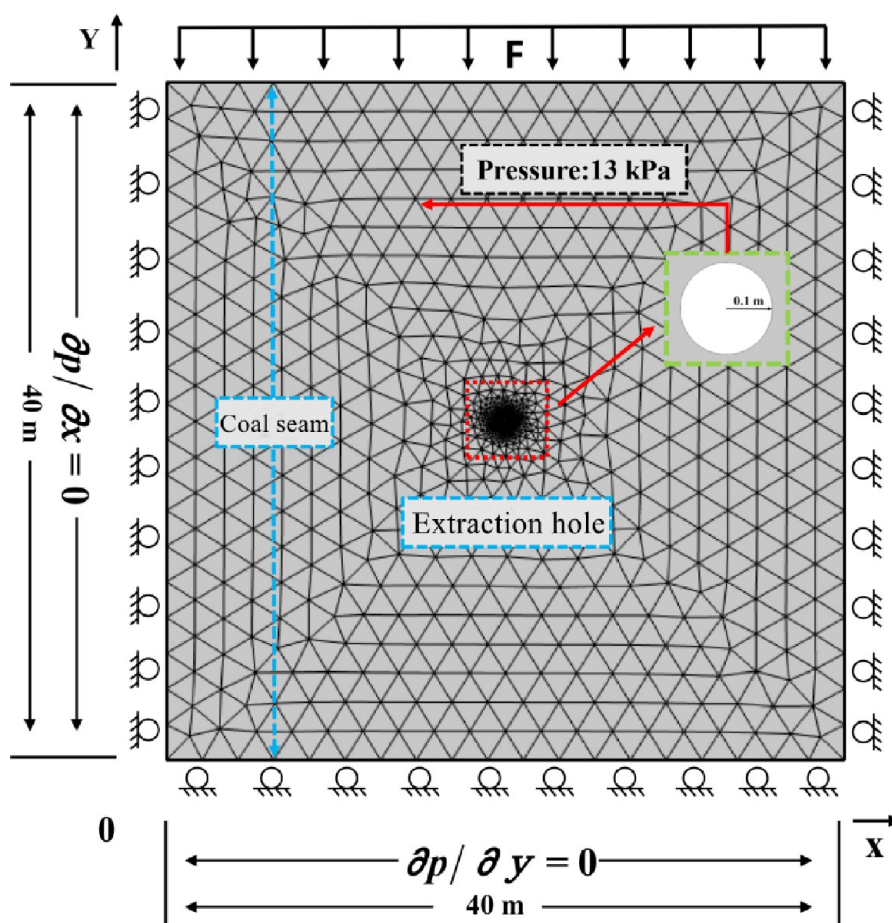 Y
F
Pressure:13 kPa
0.1 m
∂p/ ∂x = 0
40 m
Coal seam
Extraction hole
0
X
∂p/ ∂ y = 0
40 m